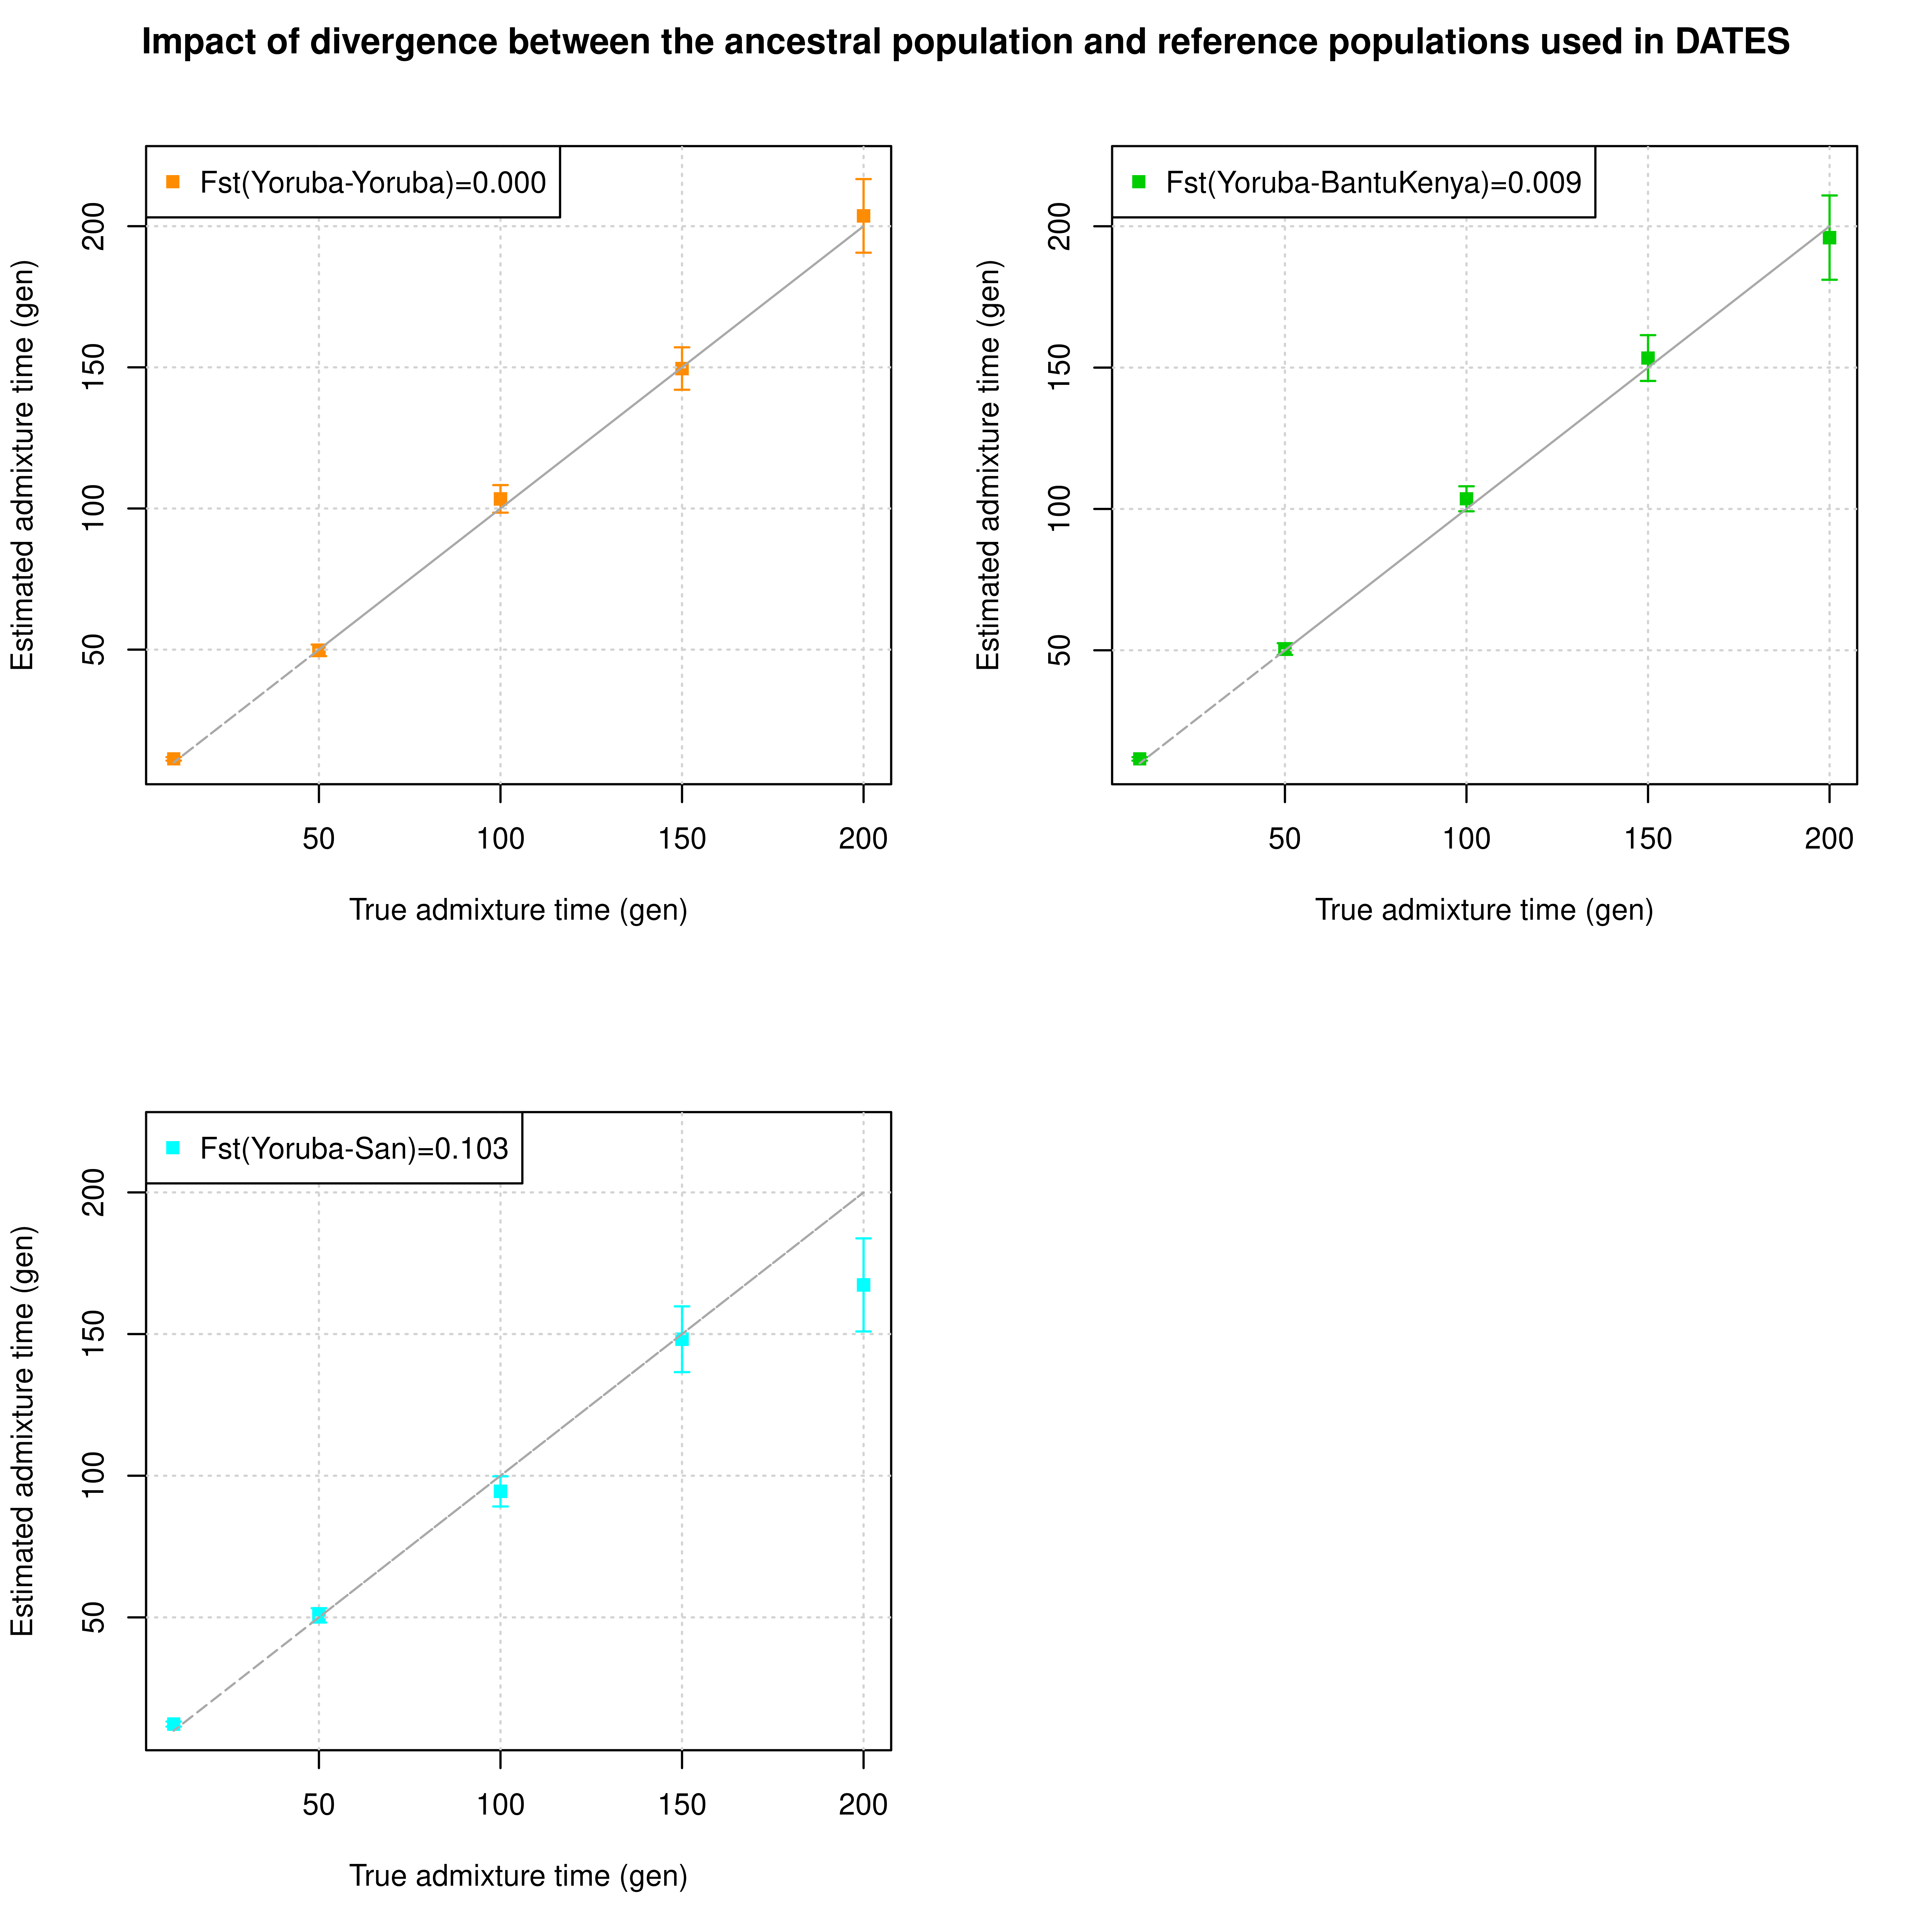 Impact of divergence between the ancestral population and reference populations used in DATES
Fst(Yoruba-Yoruba)=0.000
Estimated admixture time (gen)
200
150
100
50
50 100 150 200
True admixture time (gen)
Fst(Yoruba-BantuKenya)=0.009
Estimated admixture time (gen)
200
150
100
50
50 100 150 200
True admixture time (gen)
Fst(Yoruba-San)=0.103
Estimated admixture time (gen)
200
150
100
50
50 100 150 200
True admixture time (gen)